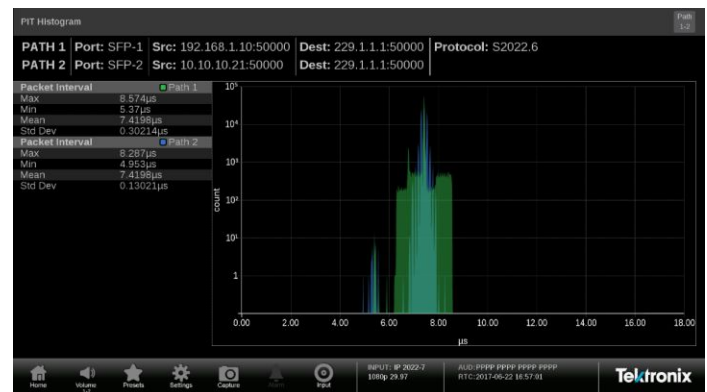 PIT Histogram
Path
1-2
PATH 1 Port: SFP-1 Src: 192.168.1.10:50000 Dest: 229.1.1.1:50000 Protocol: S2022.6
PATH 2 Port: SFP-2 Src: 10.10.10.21:50000 Dest: 229.1.1.1:50000
Packet Interval Path 1
Max 8.574µs
Min 5.37µs
Mean 7.4198µs
Std Dev 0.30214µs
Packet Interval Path 2
Max 8.287µs
Min 4.953µs
Mean 7.4198µs
Std Dev 0.13021µs
10⁵
10⁴
10³
10²
10¹
1
count
0.00 2.00 4.00 6.00 8.00 10.00 12.00 14.00 16.00 18.00
µs
Home Volume Presets Settings Capture Alarm Input
INPUT: IP 2022-7
1080p 29.97
AUD:PPPP PPPP PPPP PPPP
RTC:2017-06-22 16:57:01
Tektronix